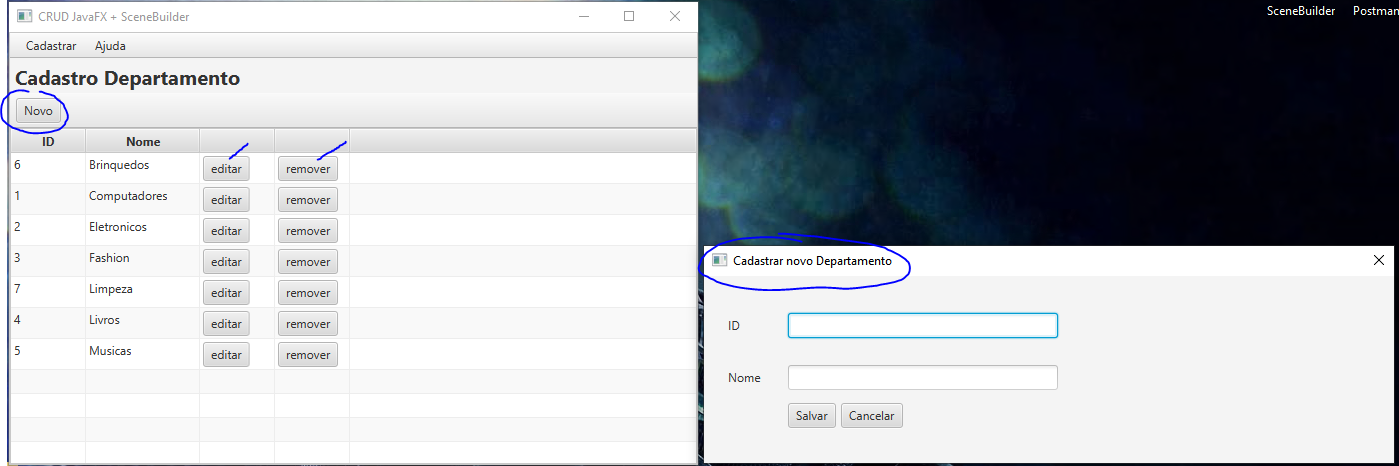 CRUD JavaFX + SceneBuilder
Cadastrar Ajuda
Cadastro Departamento
Novo
ID Nome
6 Brinquedos editar remover
1 Computadores editar remover
2 Eletronicos editar remover
3 Fashion editar remover
7 Limpeza editar remover
4 Livros editar remover
5 Musicas editar remover
SceneBuilder Postman
Cadastrar novo Departamento
ID
Nome
Salvar Cancelar